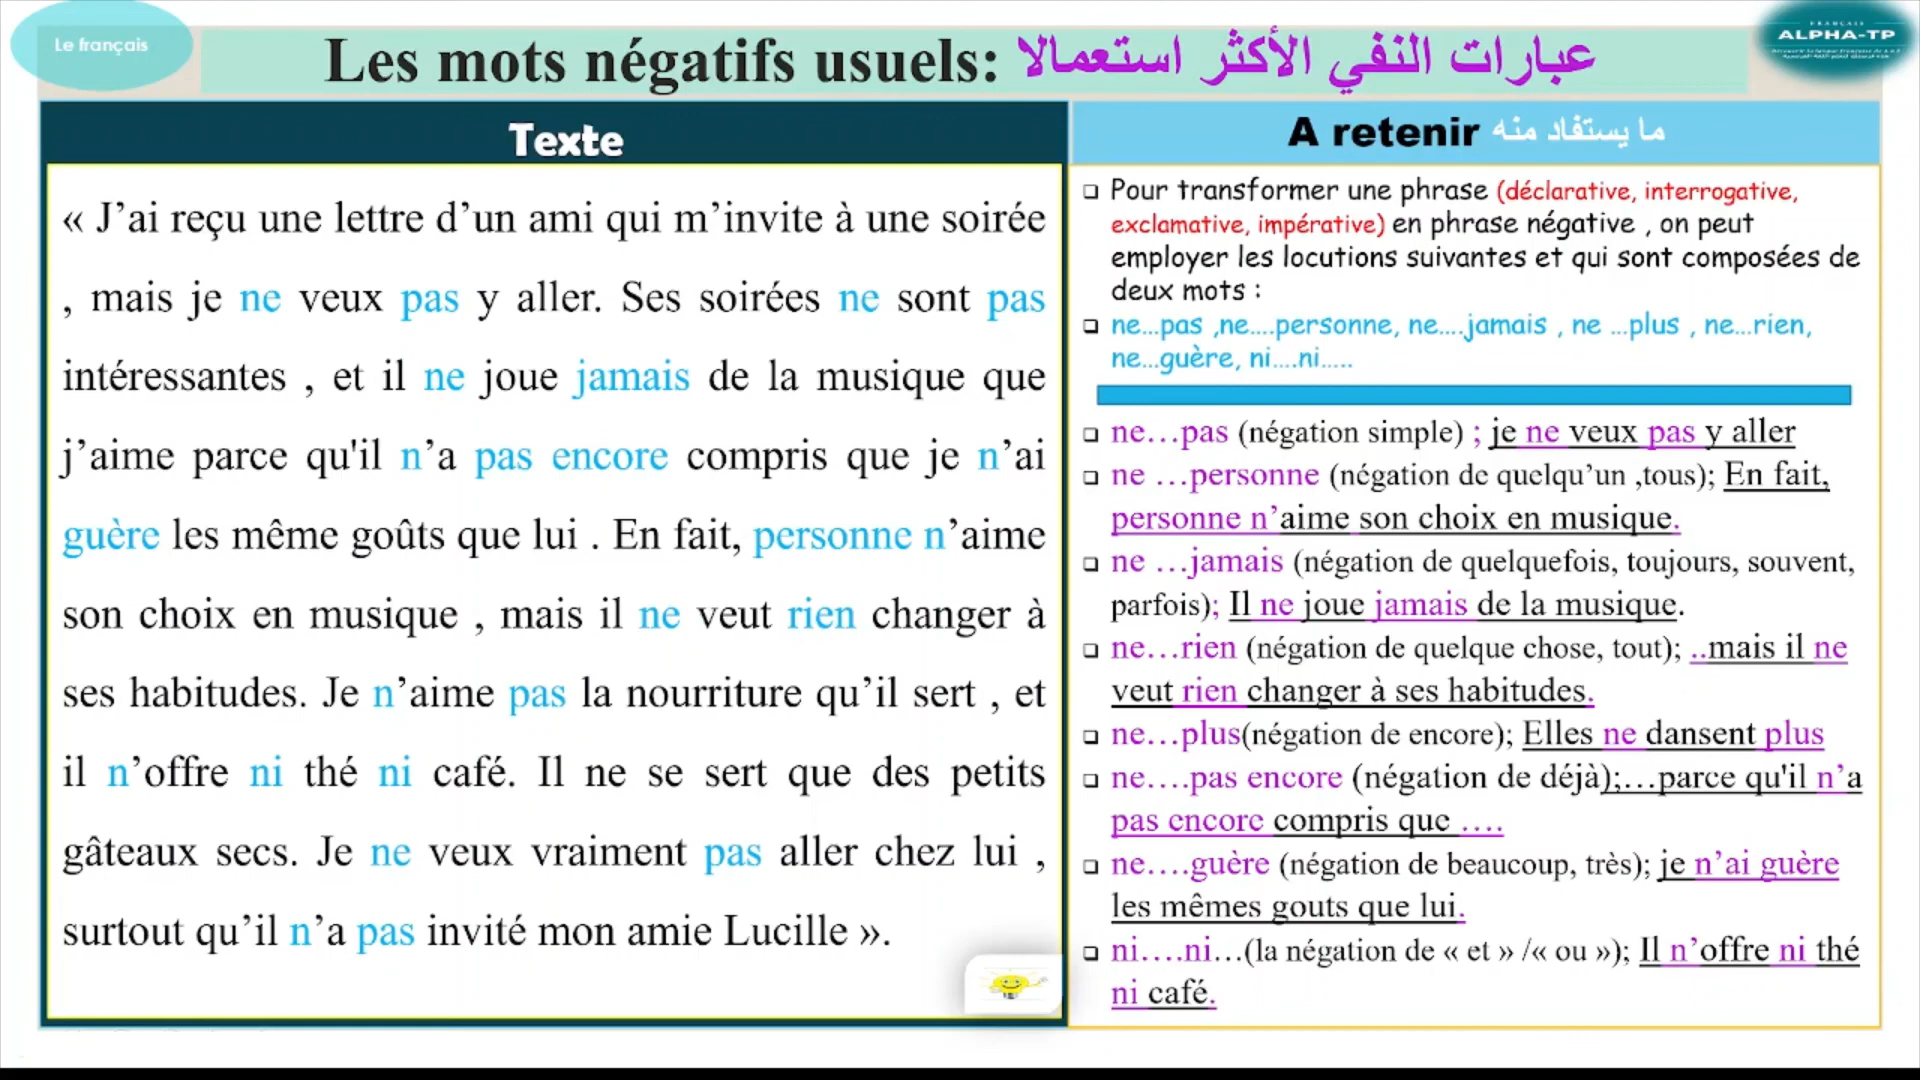 Le français
Les mots négatifs usuels: عبارات النفي الأكثر استعمالا
FRANÇAIS
ALPHA-TP
Texte
« J’ai reçu une lettre d’un ami qui m’invite à une soirée
, mais je ne veux pas y aller. Ses soirées ne sont pas
intéressantes , et il ne joue jamais de la musique que
j’aime parce qu'il n’a pas encore compris que je n’ai
guère les même goûts que lui . En fait, personne n’aime
son choix en musique , mais il ne veut rien changer à
ses habitudes. Je n’aime pas la nourriture qu’il sert , et
il n’offre ni thé ni café. Il ne se sert que des petits
gâteaux secs. Je ne veux vraiment pas aller chez lui ,
surtout qu’il n’a pas invité mon amie Lucille ».
A retenir ما يستفاد منه
Pour transformer une phrase (déclarative, interrogative,
exclamative, impérative) en phrase négative , on peut
employer les locutions suivantes et qui sont composées de
deux mots :
ne...pas ,ne....personne, ne....jamais , ne ...plus , ne...rien,
ne...guère, ni....ni.....
ne…pas (négation simple) ; je ne veux pas y aller
ne …personne (négation de quelqu’un ,tous); En fait,
personne n’aime son choix en musique.
ne …jamais (négation de quelquefois, toujours, souvent,
parfois); Il ne joue jamais de la musique.
ne…rien (négation de quelque chose, tout); ..mais il ne
veut rien changer à ses habitudes.
ne…plus(négation de encore); Elles ne dansent plus
ne….pas encore (négation de déjà);…parce qu'il n’a
pas encore compris que ….
ne….guère (négation de beaucoup, très); je n’ai guère
les mêmes gouts que lui.
ni….ni…(la négation de « et » /« ou »); Il n’offre ni thé
ni café.